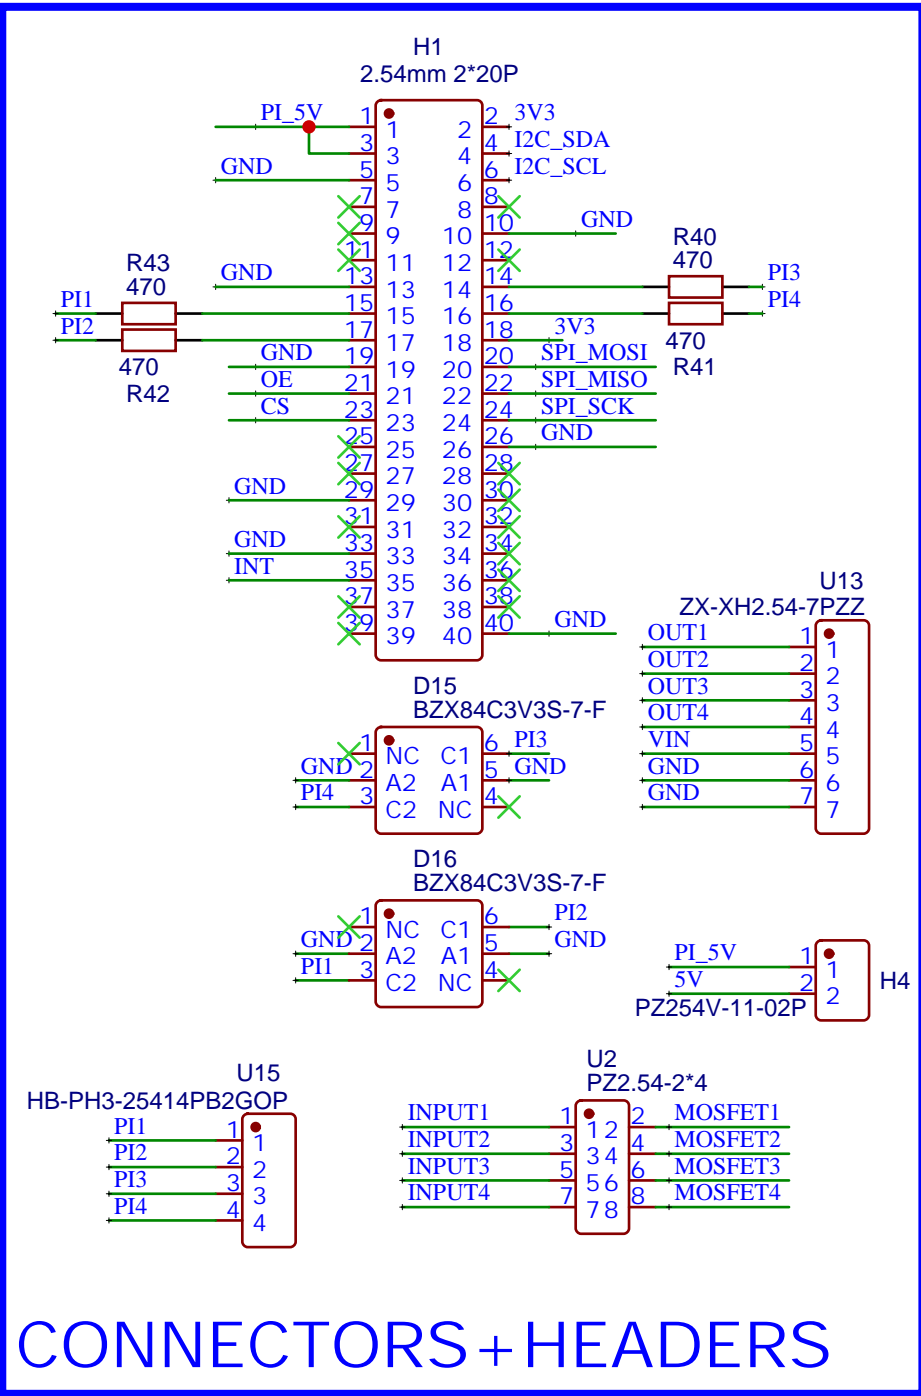 H1
2.54mm 2*20P
PI_5V 1 1 2 2 3V3
3 3 4 4 I2C_SDA
GND 5 5 6 6 I2C_SCL
7 7 8 8
9 9 10 10 GND
11 11 12 12
GND 13 13 14 14
R40
470
PI3
R43
470
PI1 15 15 16 16 PI4
PI2 17 17 18 18 3V3
470
R42
470
R41
GND 19 19 20 20 SPI_MOSI
OE 21 21 22 22 SPI_MISO
CS 23 23 24 24 SPI_SCK
25 25 26 26 GND
27 27 28 28
GND 29 29 30 30
31 31 32 32
GND 33 33 34 34
INT 35 35 36 36
37 37 38 38
39 39 40 40 GND
U13
ZX-XH2.54-7PZZ
OUT1 1 1
OUT2 2 2
OUT3 3 3
OUT4 4 4
VIN 5 5
GND 6 6
GND 7 7
D15
BZX84C3V3S-7-F
1 NC C1 6 PI3
GND 2 A2 A1 5 GND
PI4 3 C2 NC 4
D16
BZX84C3V3S-7-F
1 NC C1 6 PI2
GND 2 A2 A1 5 GND
PI1 3 C2 NC 4
PI_5V 1 1
5V 2 2
H4
PZ254V-11-02P
U15
HB-PH3-25414PB2GOP
PI1 1 1
PI2 2 2
PI3 3 3
PI4 4 4
U2
PZ2.54-2*4
INPUT1 1 1 2 2 MOSFET1
INPUT2 3 3 4 4 MOSFET2
INPUT3 5 5 6 6 MOSFET3
INPUT4 7 7 8 8 MOSFET4
CONNECTORS+HEADERS